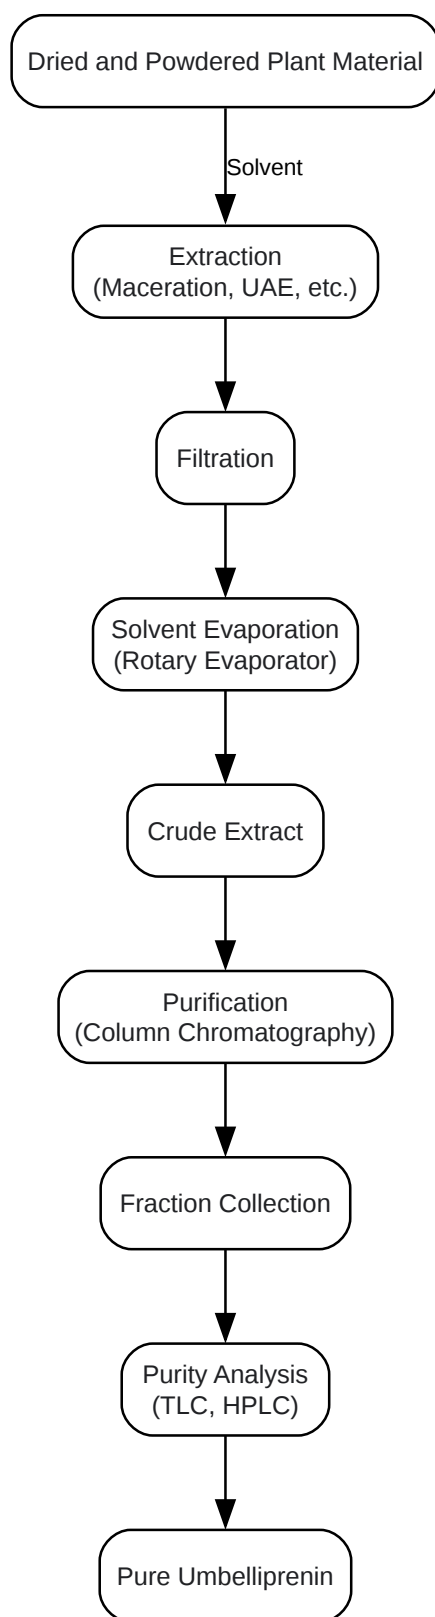 Dried and Powdered Plant Material
Solvent
Extraction
(Maceration, UAE, etc.)
Filtration
Solvent Evaporation
(Rotary Evaporator)
Crude Extract
Purification
(Column Chromatography)
Fraction Collection
Purity Analysis
(TLC, HPLC)
Pure Umbelliprenin